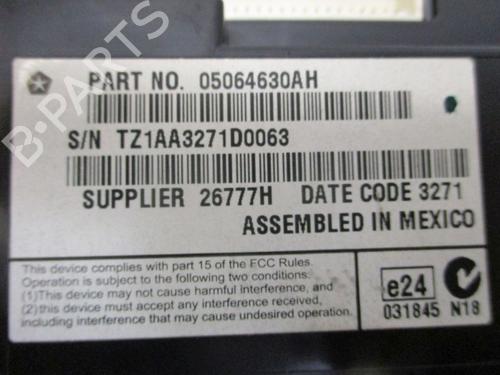 PART NO. 05064630AH
S/N TZ1AA3271D0063
SUPPLIER 26777H DATE CODE 3271
ASSEMBLED IN MEXICO
This device complies with part 15 of the FCC Rules.
Operation is subject to the following two conditions:
(1)This device may not cause harmful interference, and
(2)this device must accept any interference received,
including interference that may cause undesired operation.
e24
031845 N18
B-PARTS